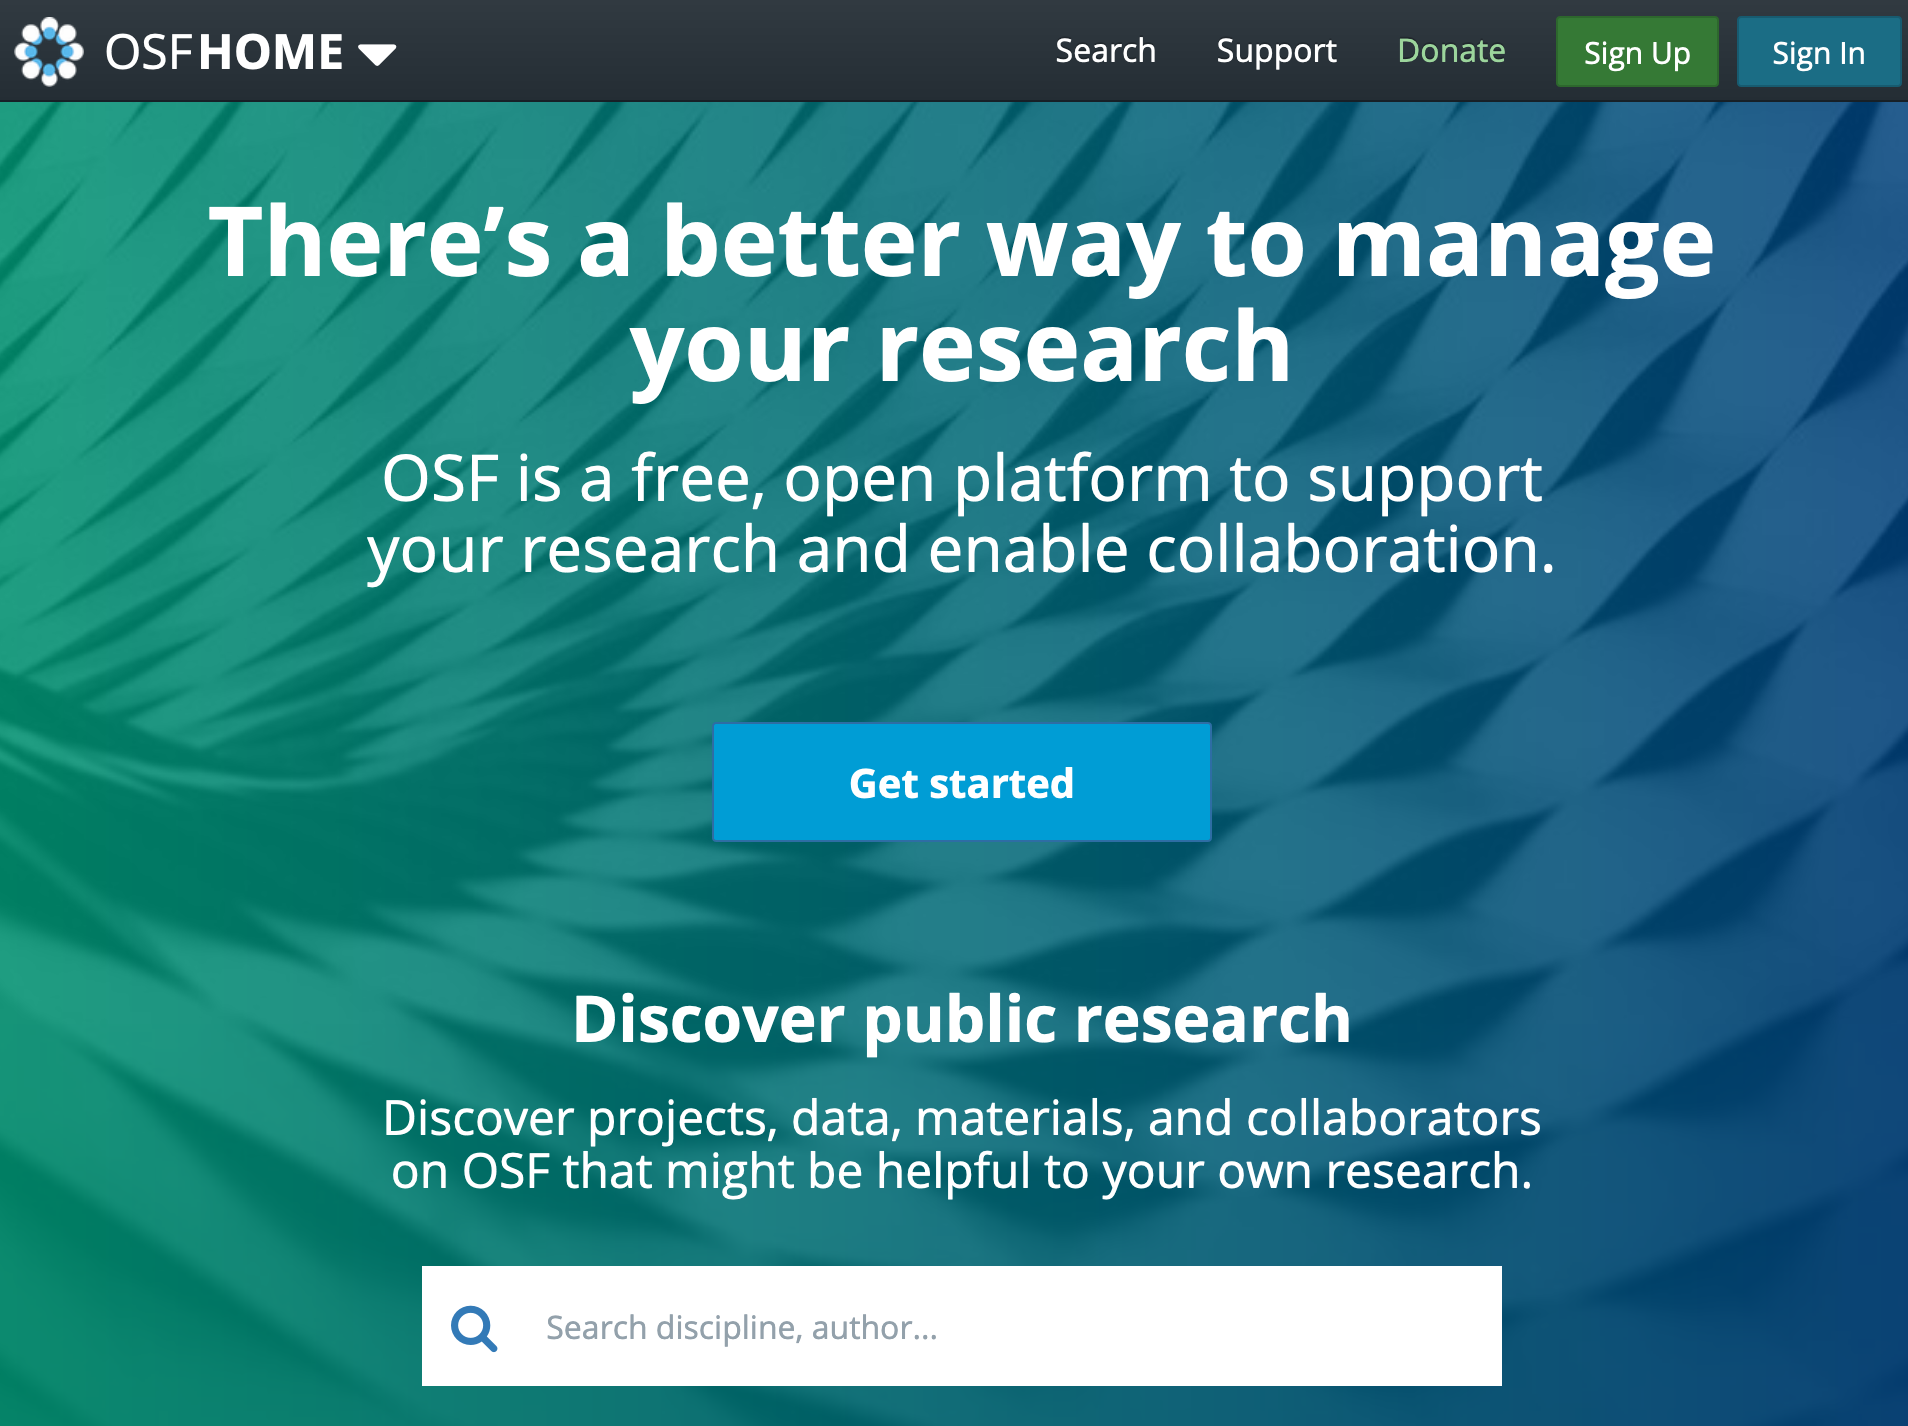 OSFHOME
Search Support Donate Sign Up Sign In
There’s a better way to manage
your research
OSF is a free, open platform to support
your research and enable collaboration.
Get started
Discover public research
Discover projects, data, materials, and collaborators
on OSF that might be helpful to your own research.
Search discipline, author...